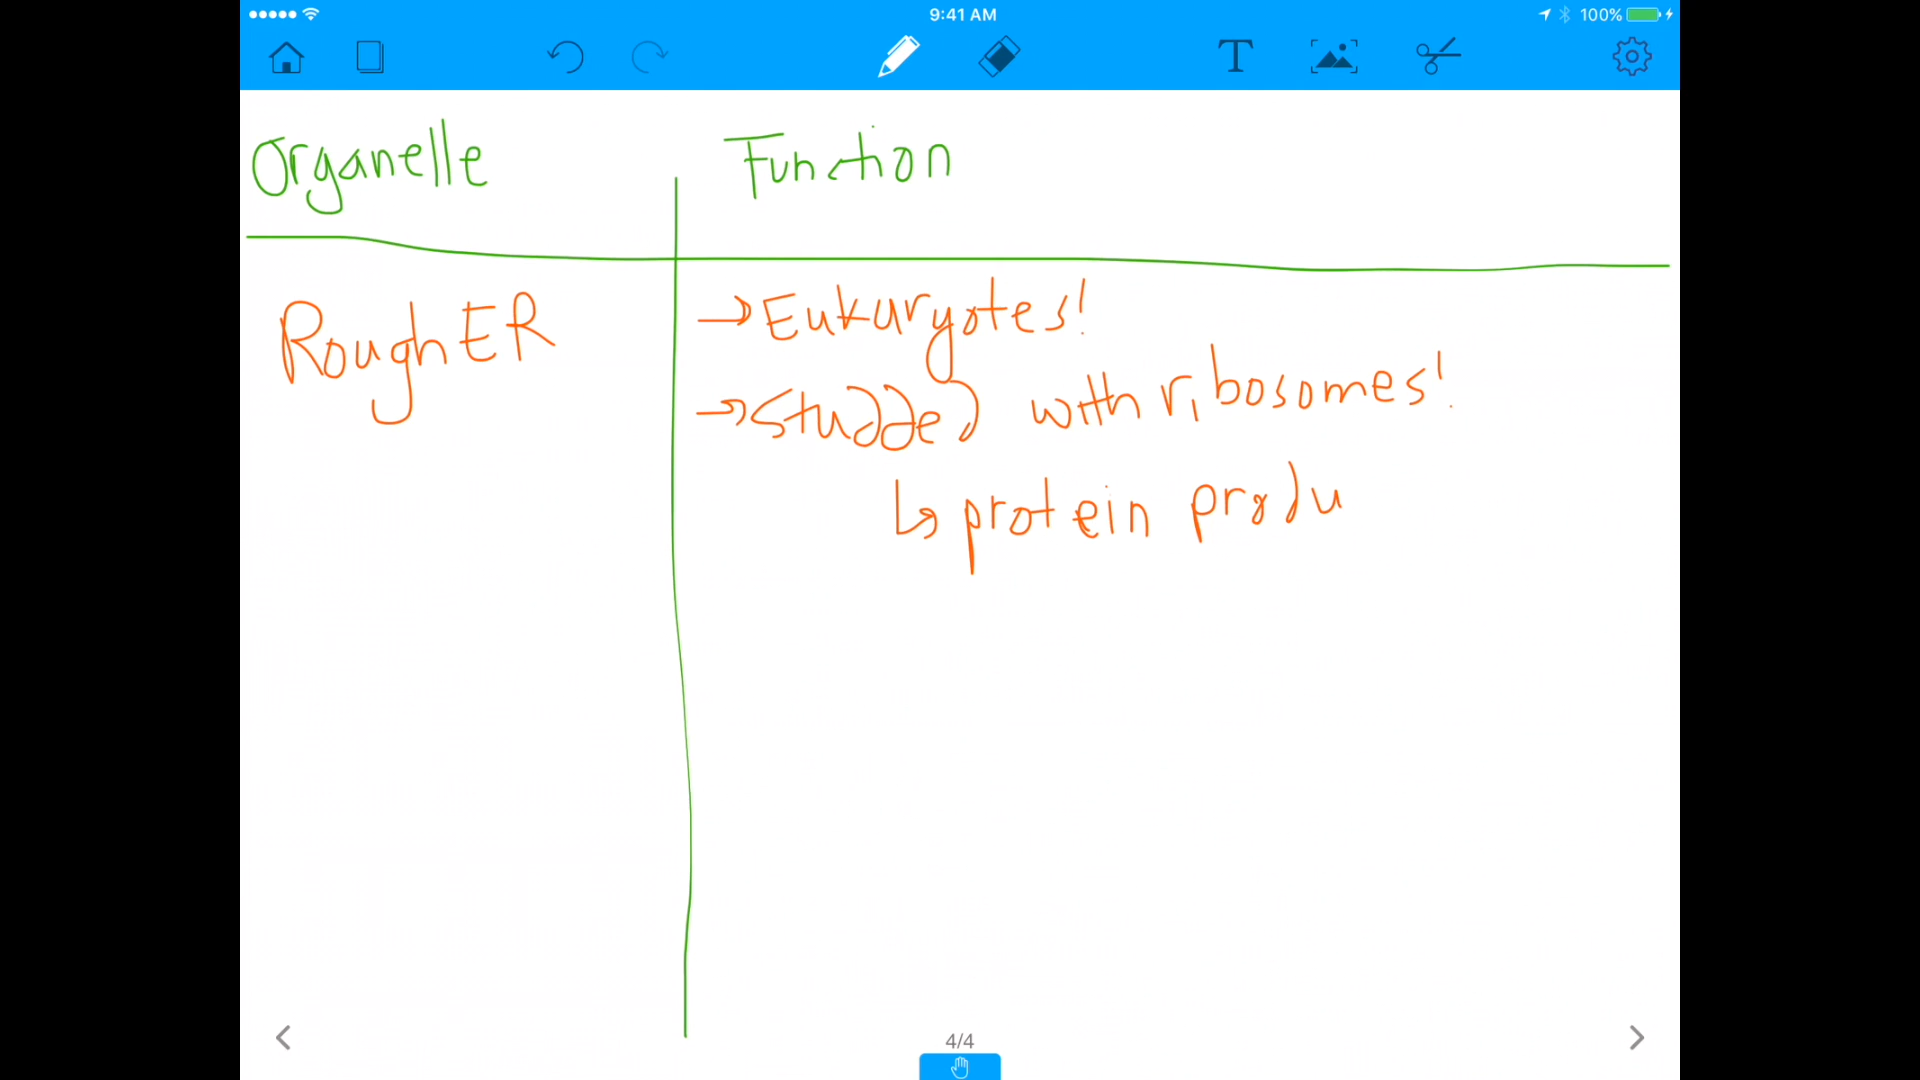 9:41 AM
100%
T
Organelle Function
Rough ER
→Eukaryotes!
→studded with ribosomes!
↳protein produ
4/4